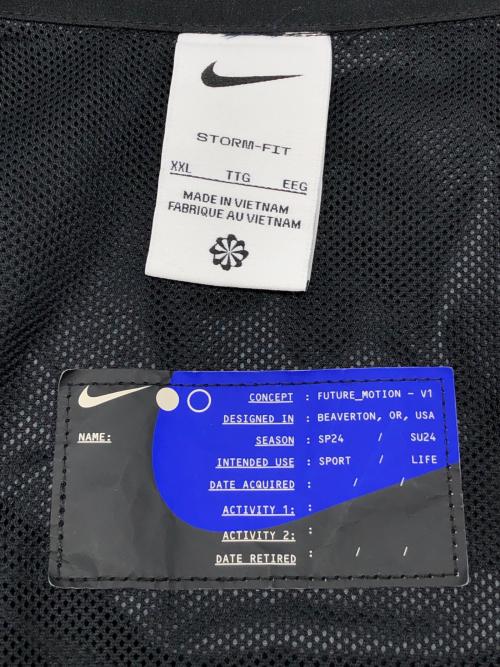 STORM-FIT
XXL TTG EEG
MADE IN VIETNAM
FABRIQUE AU VIETNAM
CONCEPT : FUTURE_MOTION – V1
DESIGNED IN : BEAVERTON, OR, USA
NAME:
SEASON : SP24 / SU24
INTENDED USE : SPORT / LIFE
DATE ACQUIRED : / /
ACTIVITY 1: :
ACTIVITY 2: :
DATE RETIRED : / /